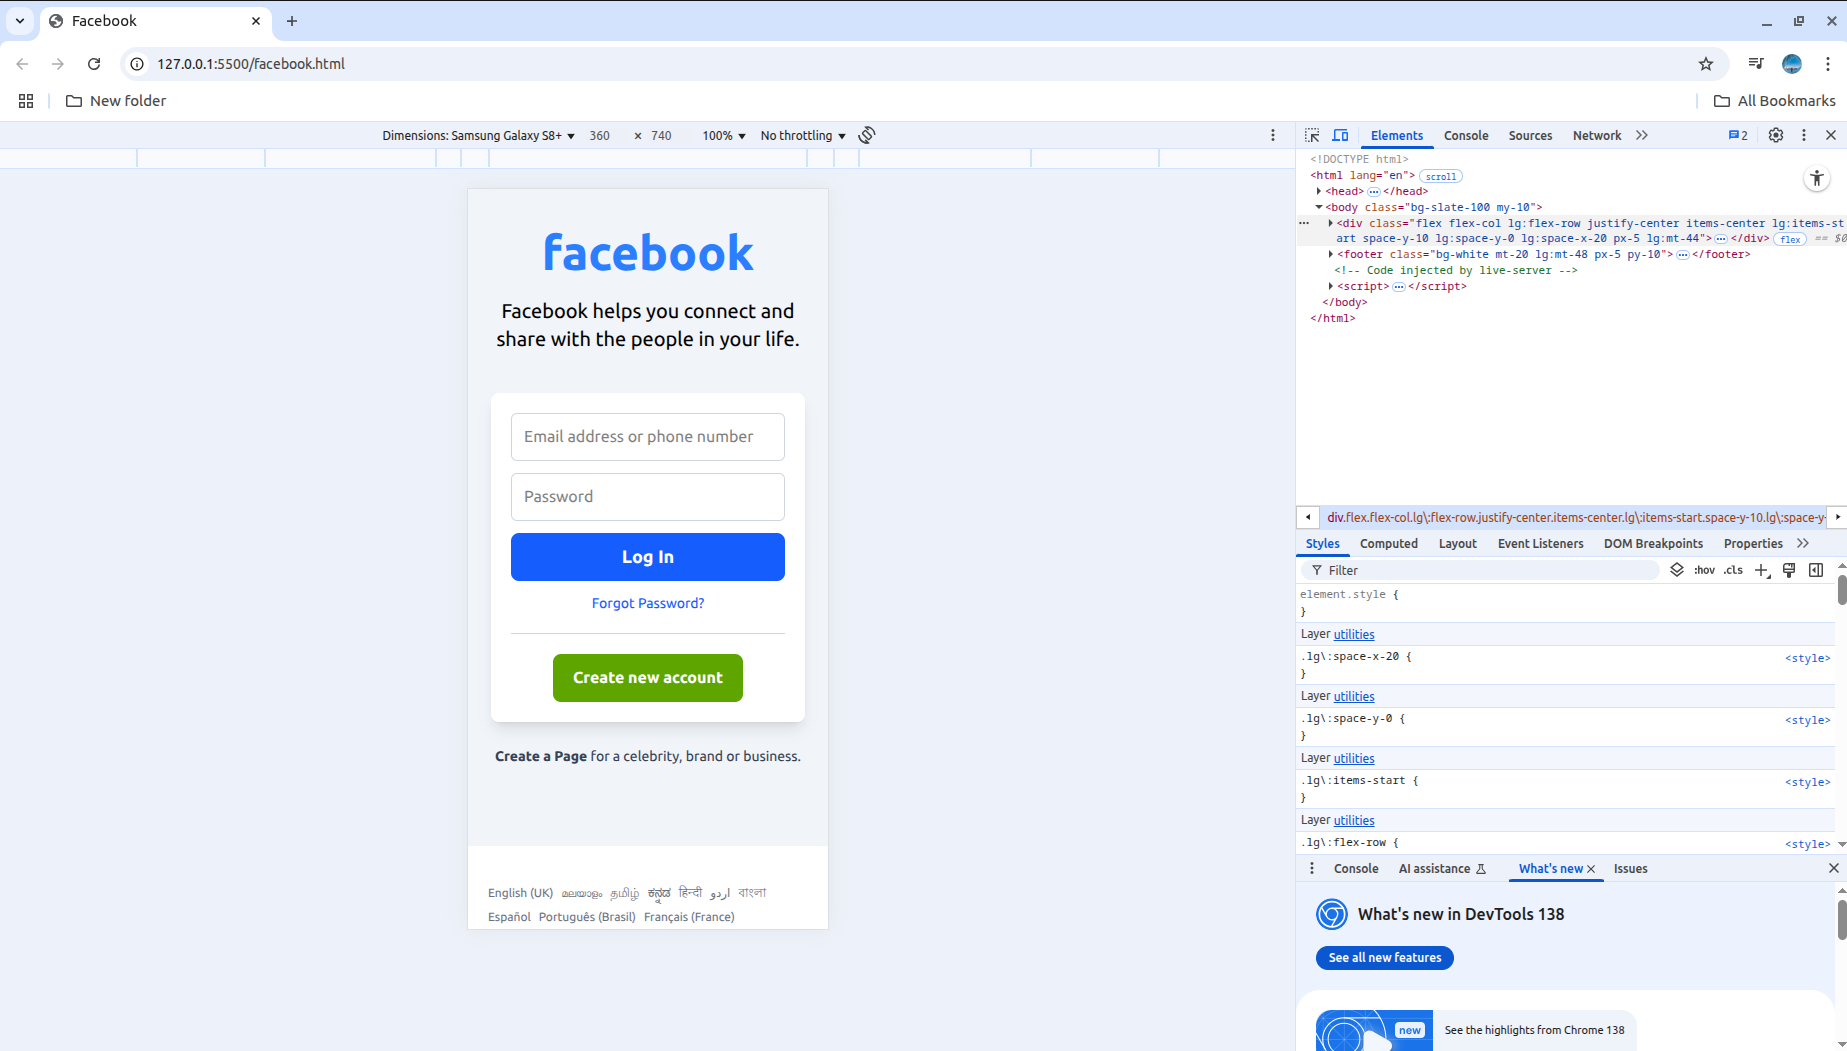 Facebook
127.0.0.1:5500/facebook.html
New folder
All Bookmarks
Dimensions: Samsung Galaxy S8+ 360 × 740 100% No throttling
facebook
Facebook helps you connect and
share with the people in your life.
Email address or phone number
Password
Log In
Forgot Password?
Create new account
Create a Page for a celebrity, brand or business.
English (UK) മലയാളം தமிழ் ಕನ್ನಡ हिन्दी اردو বাংলা
Español Português (Brasil) Français (France)
Elements Console Sources Network 2
<!DOCTYPE html>
<html lang="en"> scroll
<head> </head>
<body class="bg-slate-100 my-10">
<div class="flex flex-col lg:flex-row justify-center items-center lg:items-st
art space-y-10 lg:space-y-0 lg:space-x-20 px-5 lg:mt-44"> </div> flex == $0
<footer class="bg-white mt-20 lg:mt-48 px-5 py-10"> </footer>
<!-- Code injected by live-server -->
<script> </script>
</body>
</html>
div.flex.flex-col.lg\:flex-row.justify-center.items-center.lg\:items-start.space-y-10.lg\:space-y-
Styles Computed Layout Event Listeners DOM Breakpoints Properties
Filter :hov .cls
element.style {
}
Layer utilities
.lg\:space-x-20 { <style>
}
Layer utilities
.lg\:space-y-0 { <style>
}
Layer utilities
.lg\:items-start { <style>
}
Layer utilities
.lg\:flex-row { <style>
Console AI assistance What's new Issues
What's new in DevTools 138
See all new features
new See the highlights from Chrome 138